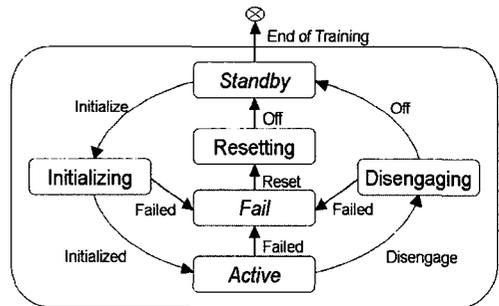 End of Training
Standby
Initialize
Off
Off
Resetting
Initializing
Reset
Disengaging
Failed
Fail
Failed
Failed
Initialized
Active
Disengage